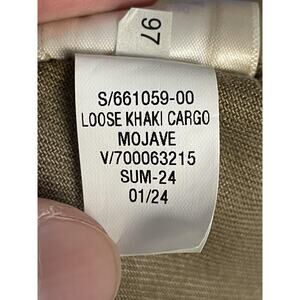 97
S/661059-00
LOOSE KHAKI CARGO
MOJAVE
V/700063215
SUM-24
01/24